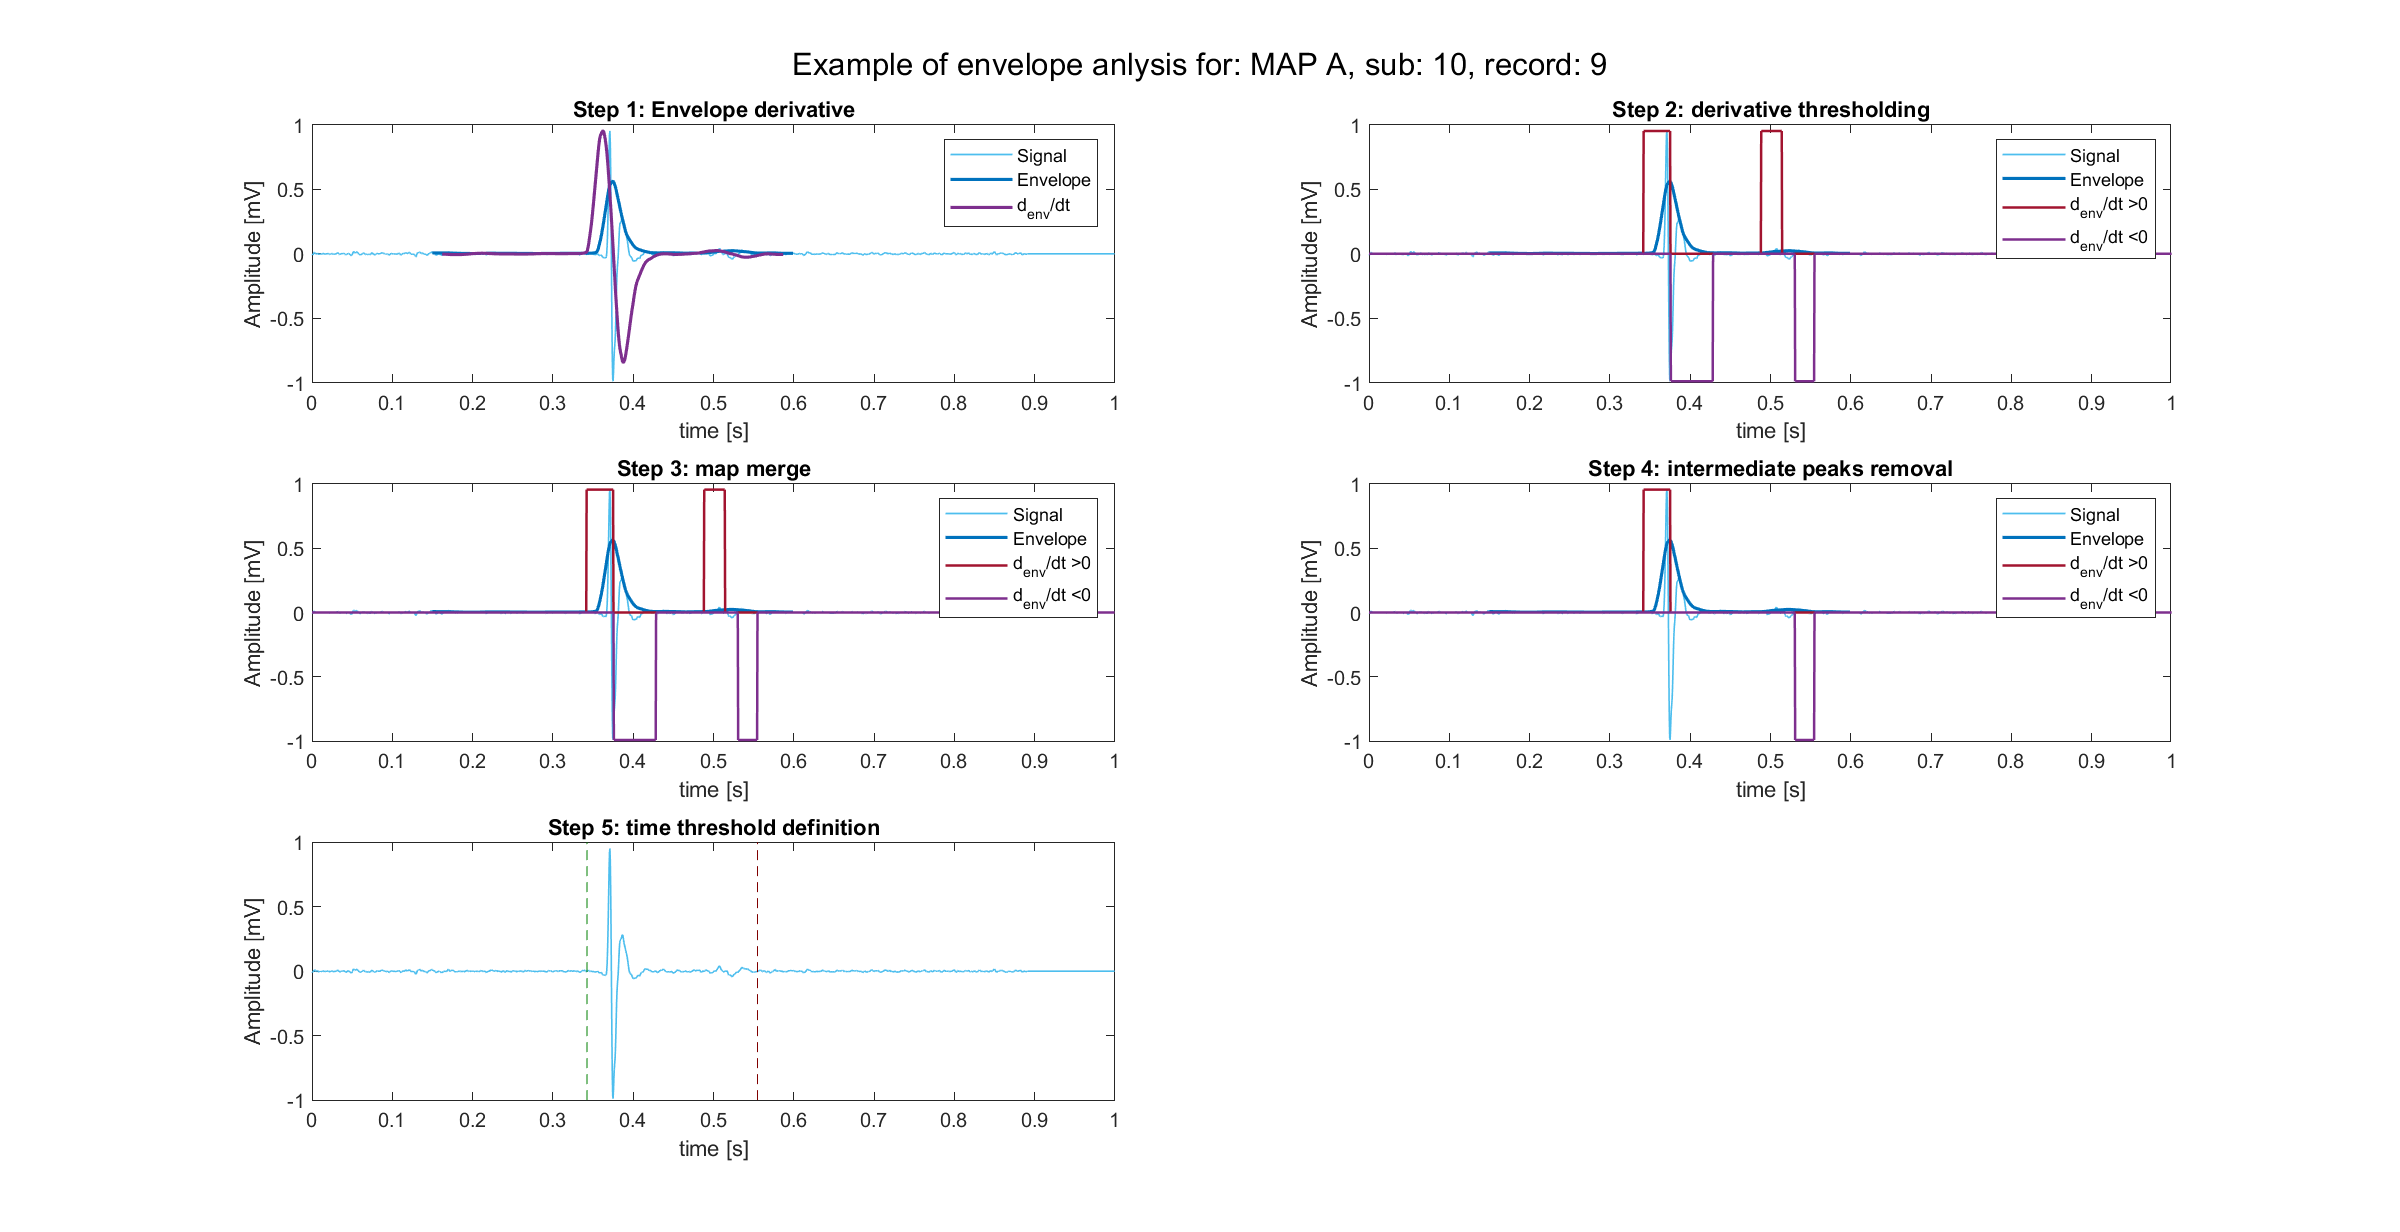 Example of envelope anlysis for: MAP A, sub: 10, record: 9
Step 1: Envelope derivative
1
0.5
0
-0.5
-1
Amplitude [mV]
0 0.1 0.2 0.3 0.4 0.5 0.6 0.7 0.8 0.9 1
time [s]
Signal
Envelope
denv/dt
Step 2: derivative thresholding
1
0.5
0
-0.5
-1
Amplitude [mV]
0 0.1 0.2 0.3 0.4 0.5 0.6 0.7 0.8 0.9 1
time [s]
Signal
Envelope
denv/dt >0
denv/dt <0
Step 3: map merge
1
0.5
0
-0.5
-1
Amplitude [mV]
0 0.1 0.2 0.3 0.4 0.5 0.6 0.7 0.8 0.9 1
time [s]
Signal
Envelope
denv/dt >0
denv/dt <0
Step 4: intermediate peaks removal
1
0.5
0
-0.5
-1
Amplitude [mV]
0 0.1 0.2 0.3 0.4 0.5 0.6 0.7 0.8 0.9 1
time [s]
Signal
Envelope
denv/dt >0
denv/dt <0
Step 5: time threshold definition
1
0.5
0
-0.5
-1
Amplitude [mV]
0 0.1 0.2 0.3 0.4 0.5 0.6 0.7 0.8 0.9 1
time [s]